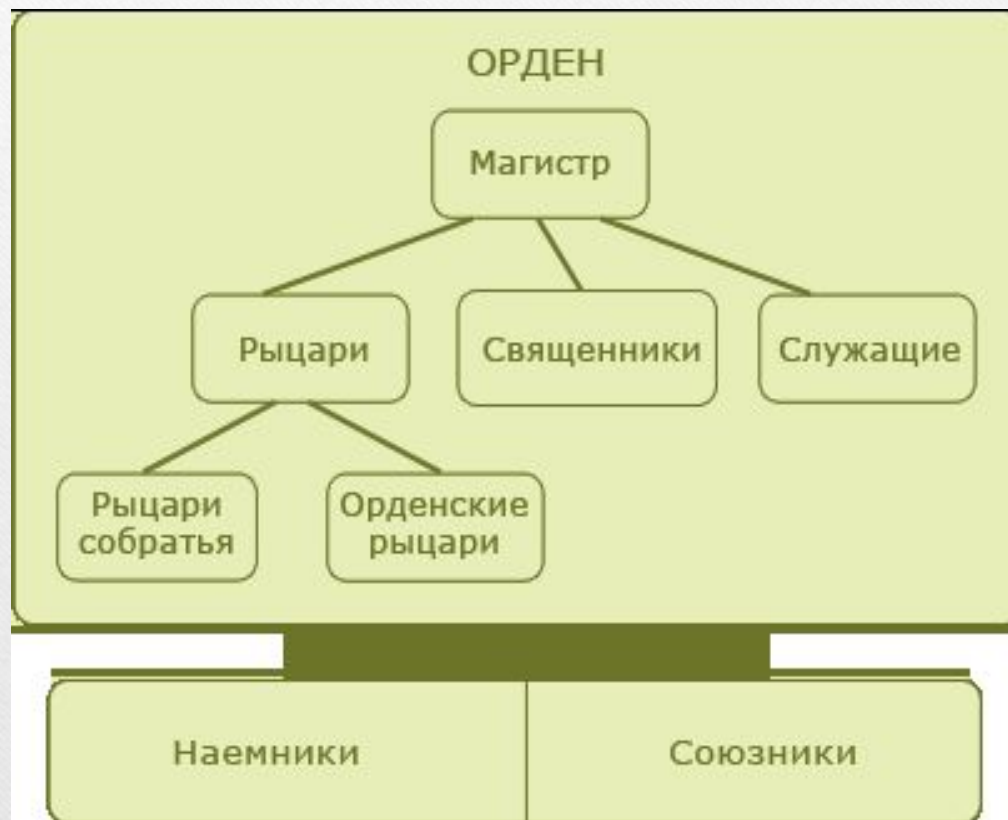 ОРДЕН
Магистр
Рыцари
Священники
Служащие
Рыцари
собратья
Орденские
рыцари
Наемники
Союзники